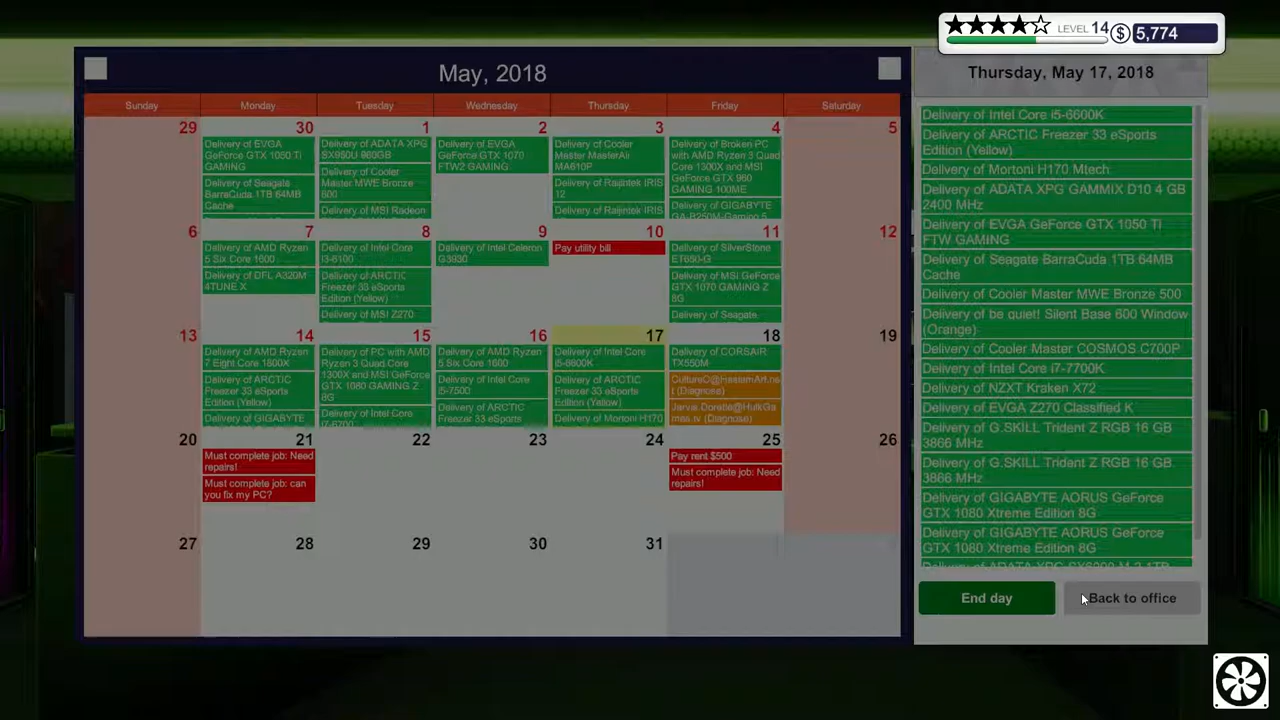 LEVEL 14
$ 5,774
May, 2018
Thursday, May 17, 2018
Sunday
Monday
Tuesday
Wednesday
Thursday
Friday
Saturday
29
30
Delivery of EVGA
GeForce GTX 1050 Ti
GAMING
Delivery of Seagate
BarraCuda 1TB 64MB
Cache
1
Delivery of ADATA XPG
SX950U 960GB
Delivery of Cooler
Master MWE Bronze
600
Delivery of MSI Radeon
2
Delivery of EVGA
GeForce GTX 1070
FTW2 GAMING
3
Delivery of Cooler
Master MasterAir
MA610P
Delivery of Raijintek IRIS
12
Delivery of Raijintek IRIS
4
Delivery of Broken PC
with AMD Ryzen 3 Quad
Core 1300X and MSI
GeForce GTX 960
GAMING 100ME
Delivery of GIGABYTE
GA-B250M-Gaming 5
5
6
7
Delivery of AMD Ryzen
5 Six Core 1600
Delivery of DFL A320M
4TUNE X
8
Delivery of Intel Core
i3-6100
Delivery of ARCTIC
Freezer 33 eSports
Edition (Yellow)
Delivery of MSI Z270
9
Delivery of Intel Celeron
G3930
10
Pay utility bill
11
Delivery of SilverStone
ET650-G
Delivery of MSI GeForce
GTX 1070 GAMING Z
8G
Delivery of Seagate
12
13
14
Delivery of AMD Ryzen
7 Eight Core 1800X
Delivery of ARCTIC
Freezer 33 eSports
Edition (Yellow)
Delivery of GIGABYTE
15
Delivery of PC with AMD
Ryzen 3 Quad Core
1300X and MSI GeForce
GTX 1080 GAMING Z
8G
Delivery of Intel Core
i7-6700
16
Delivery of AMD Ryzen
5 Six Core 1600
Delivery of Intel Core
i5-7500
Delivery of ARCTIC
Freezer 33 eSports
17
Delivery of Intel Core
i5-6600K
Delivery of ARCTIC
Freezer 33 eSports
Edition (Yellow)
Delivery of Mortoni H170
18
Delivery of CORSAIR
TX550M
CultureC@HasslemArt.ne
t (Diagnose)
Jarvis.Dorette@HulkGa
mes.tv (Diagnose)
19
20
21
Must complete job: Need
repairs!
Must complete job: can
you fix my PC?
22
23
24
25
Pay rent $500
Must complete job: Need
repairs!
26
27
28
29
30
31
Delivery of Intel Core i5-6600K
Delivery of ARCTIC Freezer 33 eSports
Edition (Yellow)
Delivery of Mortoni H170 Mtech
Delivery of ADATA XPG GAMMIX D10 4 GB
2400 MHz
Delivery of EVGA GeForce GTX 1050 Ti
FTW GAMING
Delivery of Seagate BarraCuda 1TB 64MB
Cache
Delivery of Cooler Master MWE Bronze 500
Delivery of be quiet! Silent Base 600 Window
(Orange)
Delivery of Cooler Master COSMOS C700P
Delivery of Intel Core i7-7700K
Delivery of NZXT Kraken X72
Delivery of EVGA Z270 Classified K
Delivery of G.SKILL Trident Z RGB 16 GB
3866 MHz
Delivery of G.SKILL Trident Z RGB 16 GB
3866 MHz
Delivery of GIGABYTE AORUS GeForce
GTX 1080 Xtreme Edition 8G
Delivery of GIGABYTE AORUS GeForce
GTX 1080 Xtreme Edition 8G
End day
Back to office